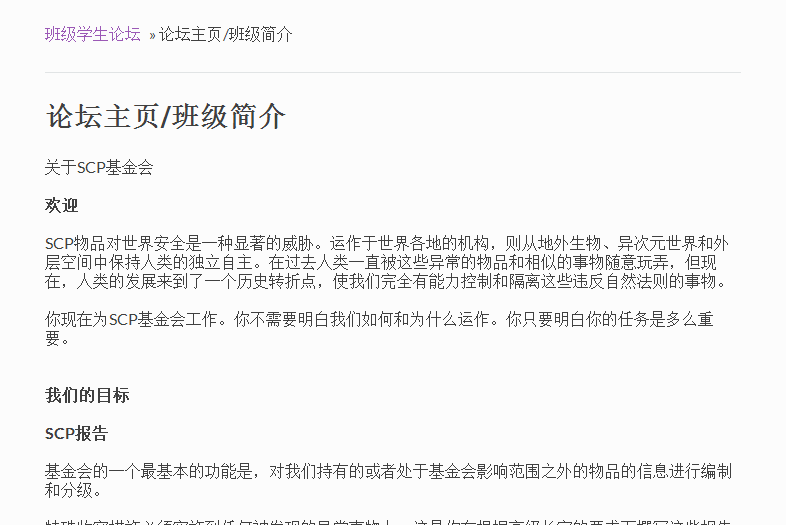 班级学生论坛 » 论坛主页/班级简介
论坛主页/班级简介
关于SCP基金会
欢迎
SCP物品对世界安全是一种显著的威胁。运作于世界各地的机构，则从地外生物、异次元世界和外
层空间中保持人类的独立自主。在过去人类一直被这些异常的物品和相似的事物随意玩弄，但现
在，人类的发展来到了一个历史转折点，使我们完全有能力控制和隔离这些违反自然法则的事物。
你现在为SCP基金会工作。你不需要明白我们如何和为什么运作。你只要明白你的任务是多么重
要。
我们的目标
SCP报告
基金会的一个最基本的功能是，对我们持有的或者处于基金会影响范围之外的物品的信息进行编制
和分级。